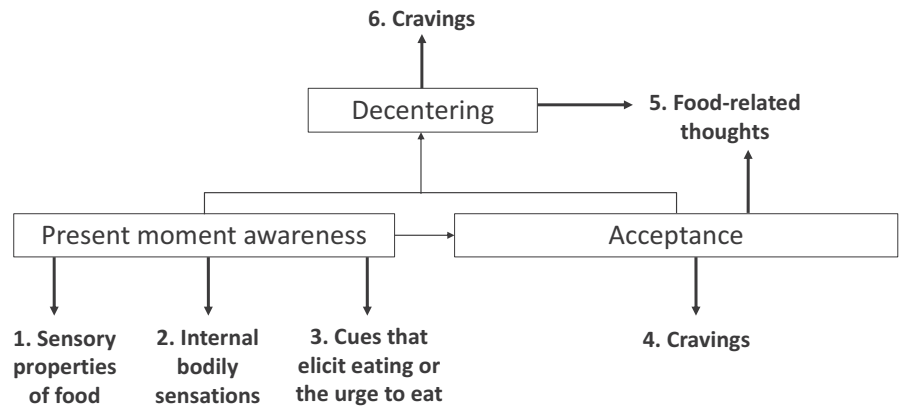 6. Cravings
Decentering
5. Food-related
thoughts
Present moment awareness
Acceptance
1. Sensory
properties
of food
2. Internal
bodily
sensations
3. Cues that
elicit eating or
the urge to eat
4. Cravings